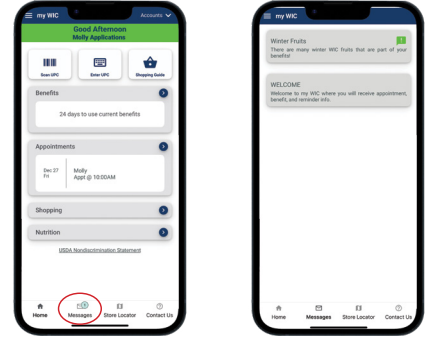 my WIC
Accounts
Good Afternoon
Molly Applications
Scan UPC
Enter UPC
Shopping Guide
Benefits
24 days to use current benefits
Appointments
Dec 27
Fri
Molly
Appt @ 10:00AM
Shopping
Nutrition
USDA Nondiscrimination Statement
Home
Messages
Store Locator
Contact Us
my WIC
Winter Fruits
There are many winter WIC fruits that are part of your
benefits!
WELCOME
Welcome to my WIC where you will receive appointment,
benefit, and reminder info.
Home
Messages
Store Locator
Contact Us